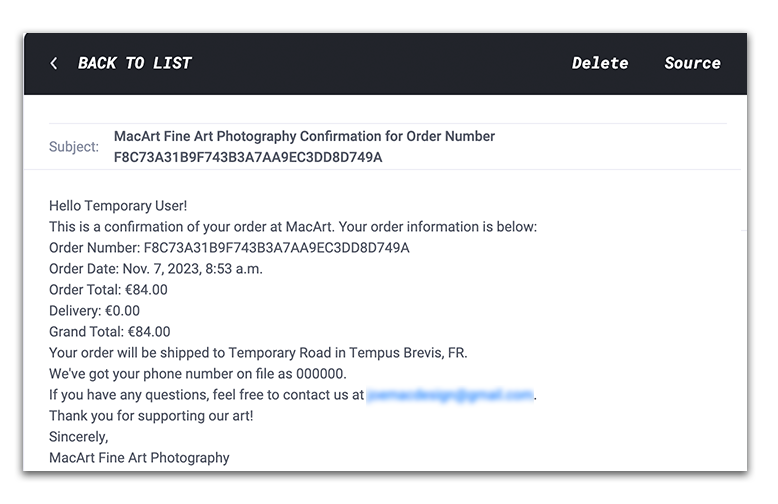 BACK TO LIST
Delete
Source
Subject:
MacArt Fine Art Photography Confirmation for Order Number
F8C73A31B9F743B3A7AA9EC3DD8D749A
Hello Temporary User!
This is a confirmation of your order at MacArt. Your order information is below:
Order Number: F8C73A31B9F743B3A7AA9EC3DD8D749A
Order Date: Nov. 7, 2023, 8:53 a.m.
Order Total: €84.00
Delivery: €0.00
Grand Total: €84.00
Your order will be shipped to Temporary Road in Tempus Brevis, FR.
We've got your phone number on file as 000000.
If you have any questions, feel free to contact us at .
Thank you for supporting our art!
Sincerely,
MacArt Fine Art Photography